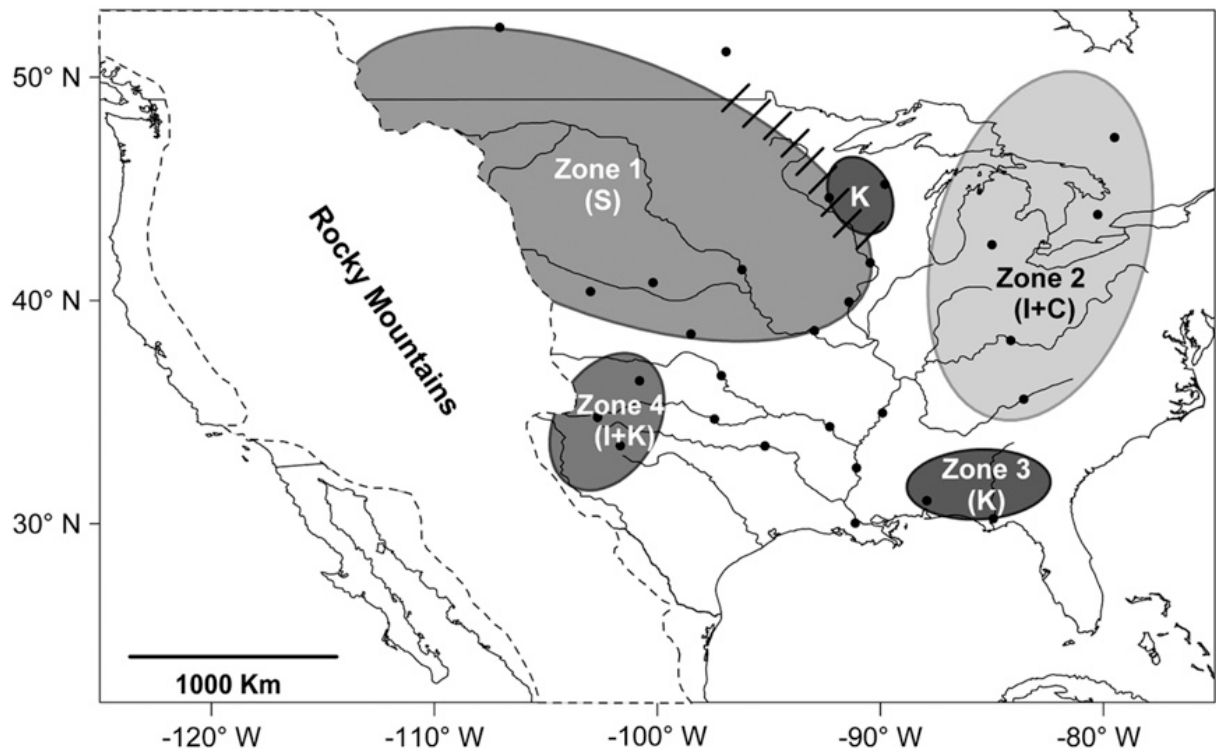 50° N
40° N
30° N
Zone 1
(S)
K
Rocky Mountains
Zone 2
(I+C)
Zone 4
(I+K)
Zone 3
(K)
1000 Km
-120° W
-110° W
-100° W
-90° W
-80° W